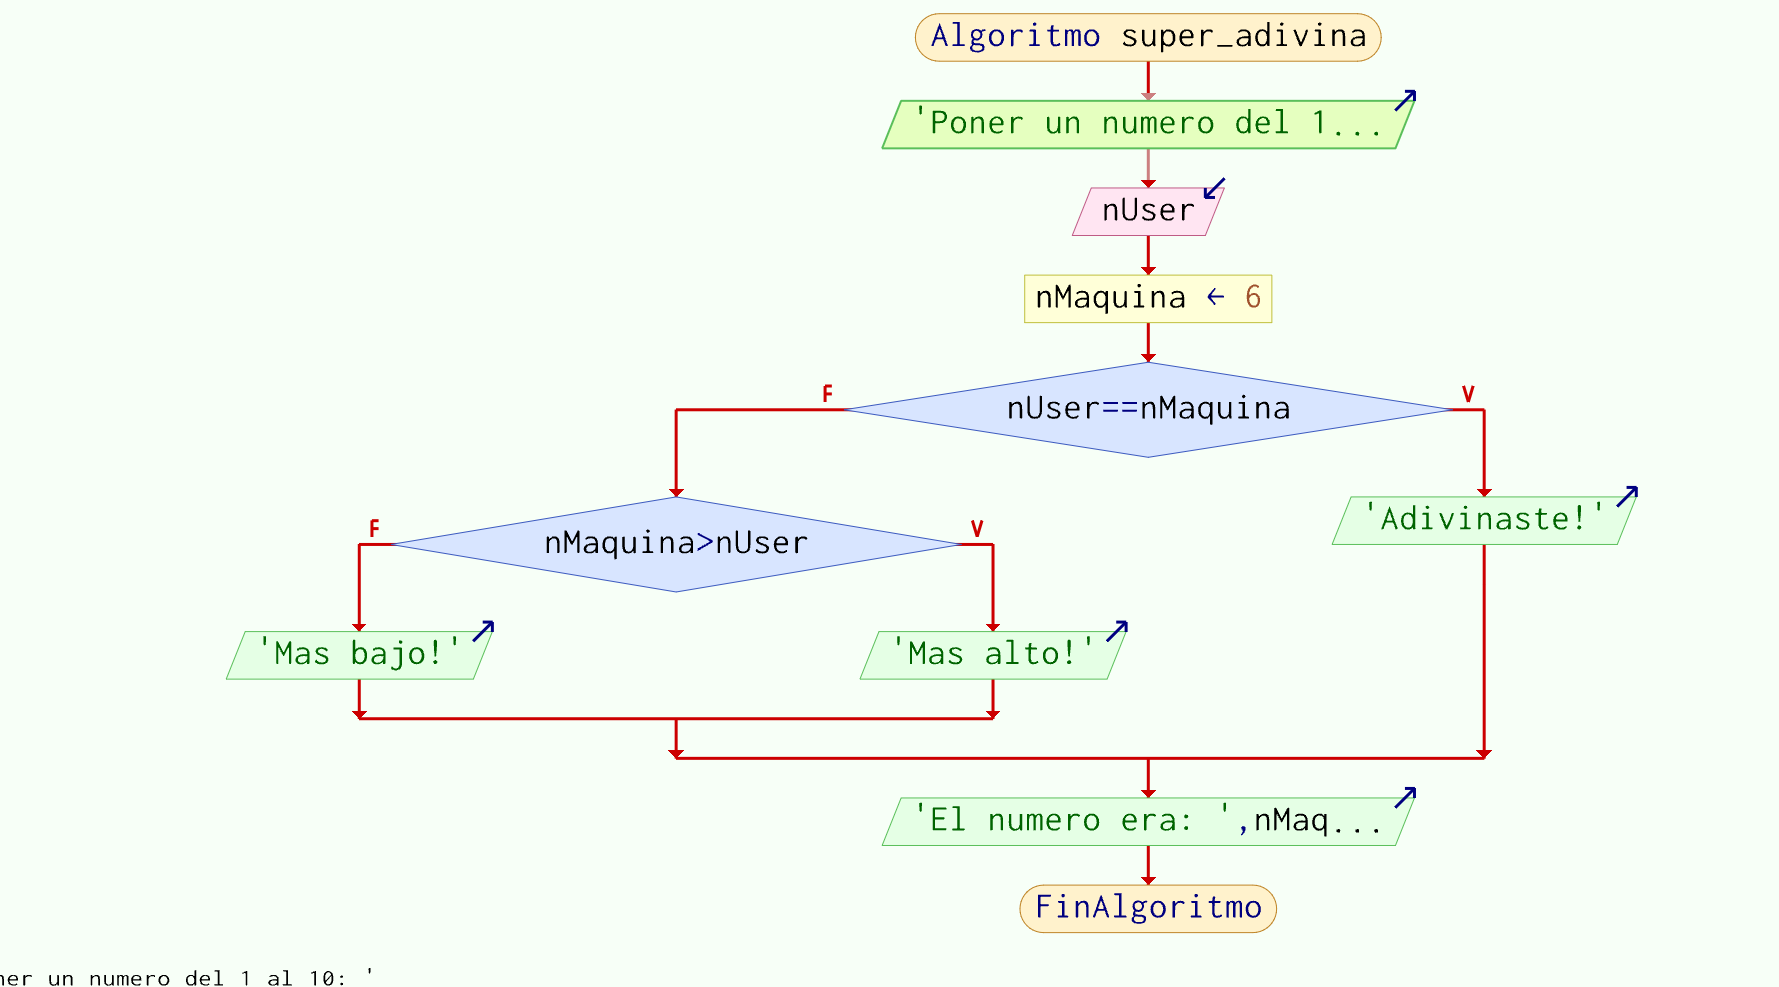 Algoritmo super_adivina
'Poner un numero del 1...
nUser
nMaquina ← 6
nUser==nMaquina
F
V
nMaquina>nUser
F
V
'Adivinaste!'
'Mas bajo!'
'Mas alto!'
'El numero era: ',nMaq...
FinAlgoritmo
ner un numero del 1 al 10: '